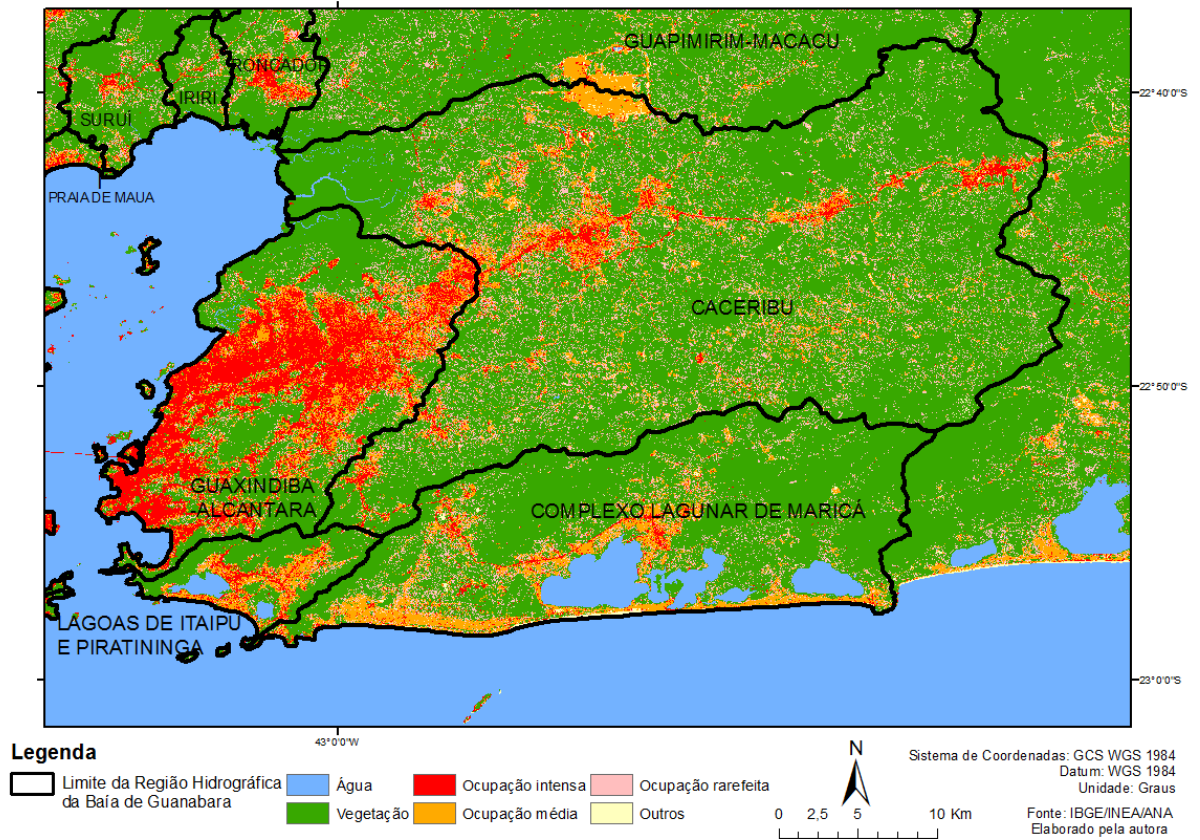 GUAPIMIRIM-MACACU
RONCADOR
IRIRI
SURUÍ
22°40'0"S
PRAIA DE MAUA
CACERIBU
22°50'0"S
GUAXINDIBA
-ALCANTARA
COMPLEXO LAGUNAR DE MARICÁ
LAGOAS DE ITAIPU
E PIRATININGA
23°0'0"S
43°0'0"W
Legenda
Limite da Região Hidrográfica
da Baía de Guanabara
Água
Vegetação
Ocupação intensa
Ocupação média
Ocupação rarefeita
Outros
N
0 2,5 5 10 Km
Sistema de Coordenadas: GCS WGS 1984
Datum: WGS 1984
Unidade: Graus
Fonte: IBGE/INEA/ANA
Elaborado pela autora